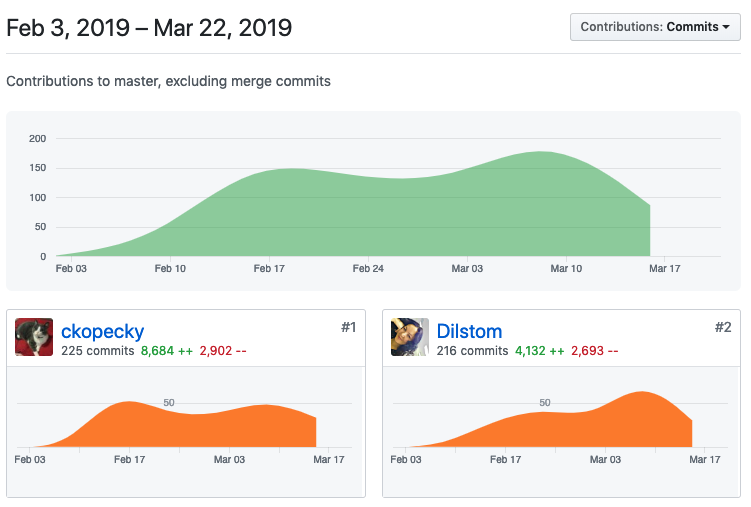 Feb 3, 2019 – Mar 22, 2019
Contributions: Commits
Contributions to master, excluding merge commits
200
150
100
50
0
Feb 03 Feb 10 Feb 17 Feb 24 Mar 03 Mar 10 Mar 17
ckopecky #1
225 commits 8,684 ++ 2,902 --
50
Feb 03 Feb 17 Mar 03 Mar 17
Dilstom #2
216 commits 4,132 ++ 2,693 --
50
Feb 03 Feb 17 Mar 03 Mar 17